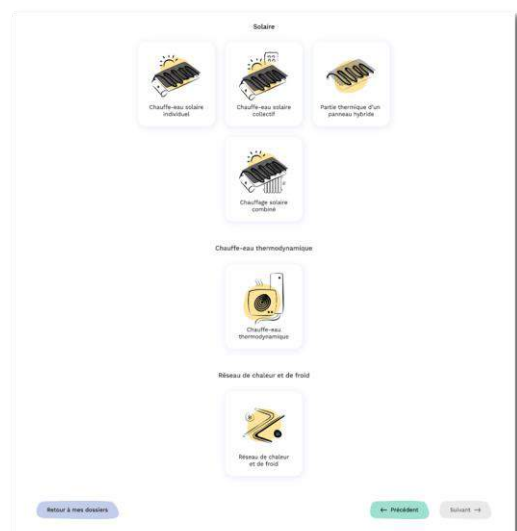 Solaire
Chauffe-eau solaire
individuel
Chauffe-eau solaire
collectif
Partie thermique d'un
panneau hybride
Chauffage solaire
combiné
Chauffe-eau thermodynamique
Chauffe-eau
thermodynamique
Réseau de chaleur et de froid
Réseau de chaleur
et de froid
Retour à mes dossiers
← Précédent
Suivant →